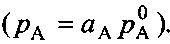 (p_A = a_A p_A^0).